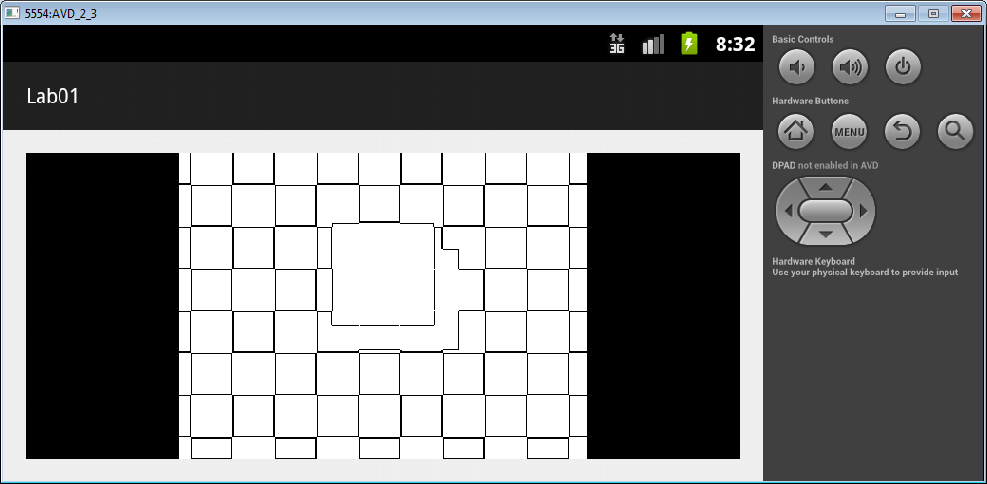 5554:AVD_2_3
3G
8:32
Lab01
Basic Controls
Hardware Buttons
MENU
DPAD not enabled in AVD
Hardware Keyboard
Use your physical keyboard to provide input